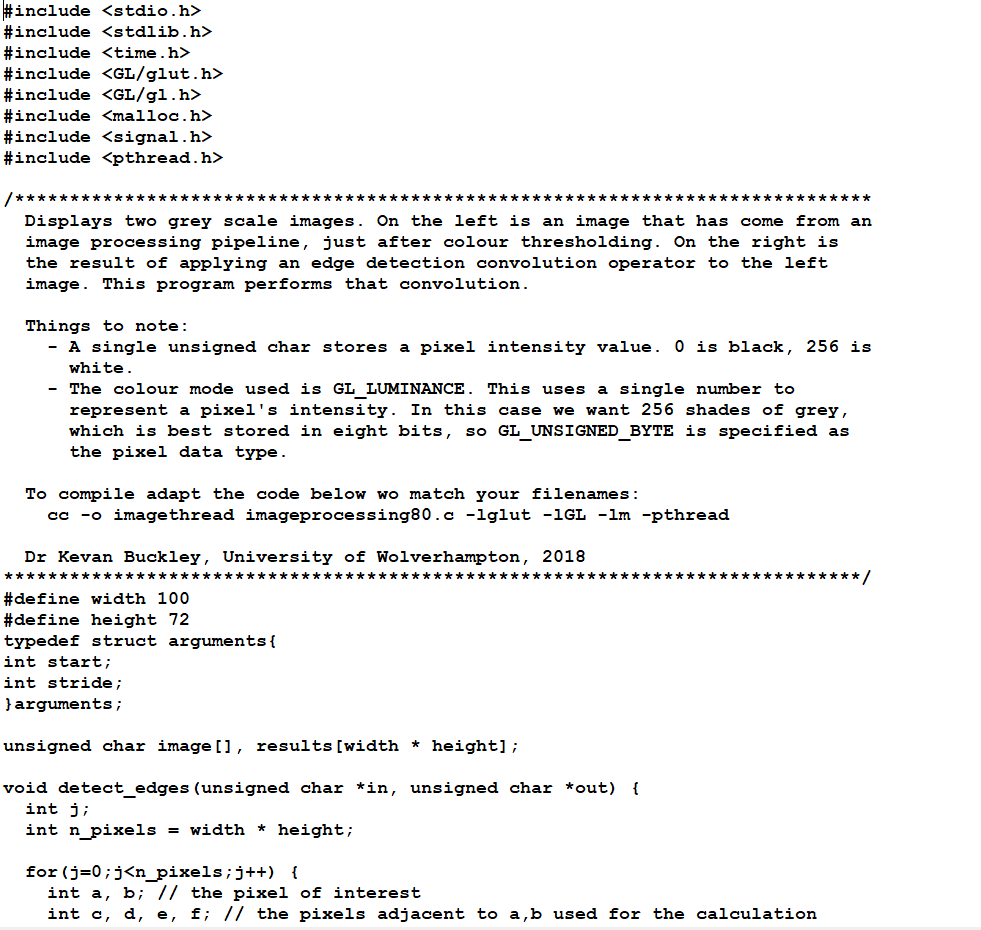 #include <stdio.h>
#include <stdlib.h>
#include <time.h>
#include <GL/glut.h>
#include <GL/gl.h>
#include <malloc.h>
#include <signal.h>
#include <pthread.h>

/******************************************************************************
  Displays two grey scale images. On the left is an image that has come from an
  image processing pipeline, just after colour thresholding. On the right is
  the result of applying an edge detection convolution operator to the left
  image. This program performs that convolution.

  Things to note:
    - A single unsigned char stores a pixel intensity value. 0 is black, 256 is
      white.
    - The colour mode used is GL_LUMINANCE. This uses a single number to
      represent a pixel's intensity. In this case we want 256 shades of grey,
      which is best stored in eight bits, so GL_UNSIGNED_BYTE is specified as
      the pixel data type.

  To compile adapt the code below wo match your filenames:
    cc -o imagethread imageprocessing80.c -lglut -lGL -lm -pthread

  Dr Kevan Buckley, University of Wolverhampton, 2018
******************************************************************************/
#define width 100
#define height 72
typedef struct arguments{
int start;
int stride;
}arguments;

unsigned char image[], results[width * height];

void detect_edges(unsigned char *in, unsigned char *out) {
  int j;
  int n_pixels = width * height;

  for(j=0;j<n_pixels;j++) {
    int a, b; // the pixel of interest
    int c, d, e, f; // the pixels adjacent to a,b used for the calculation